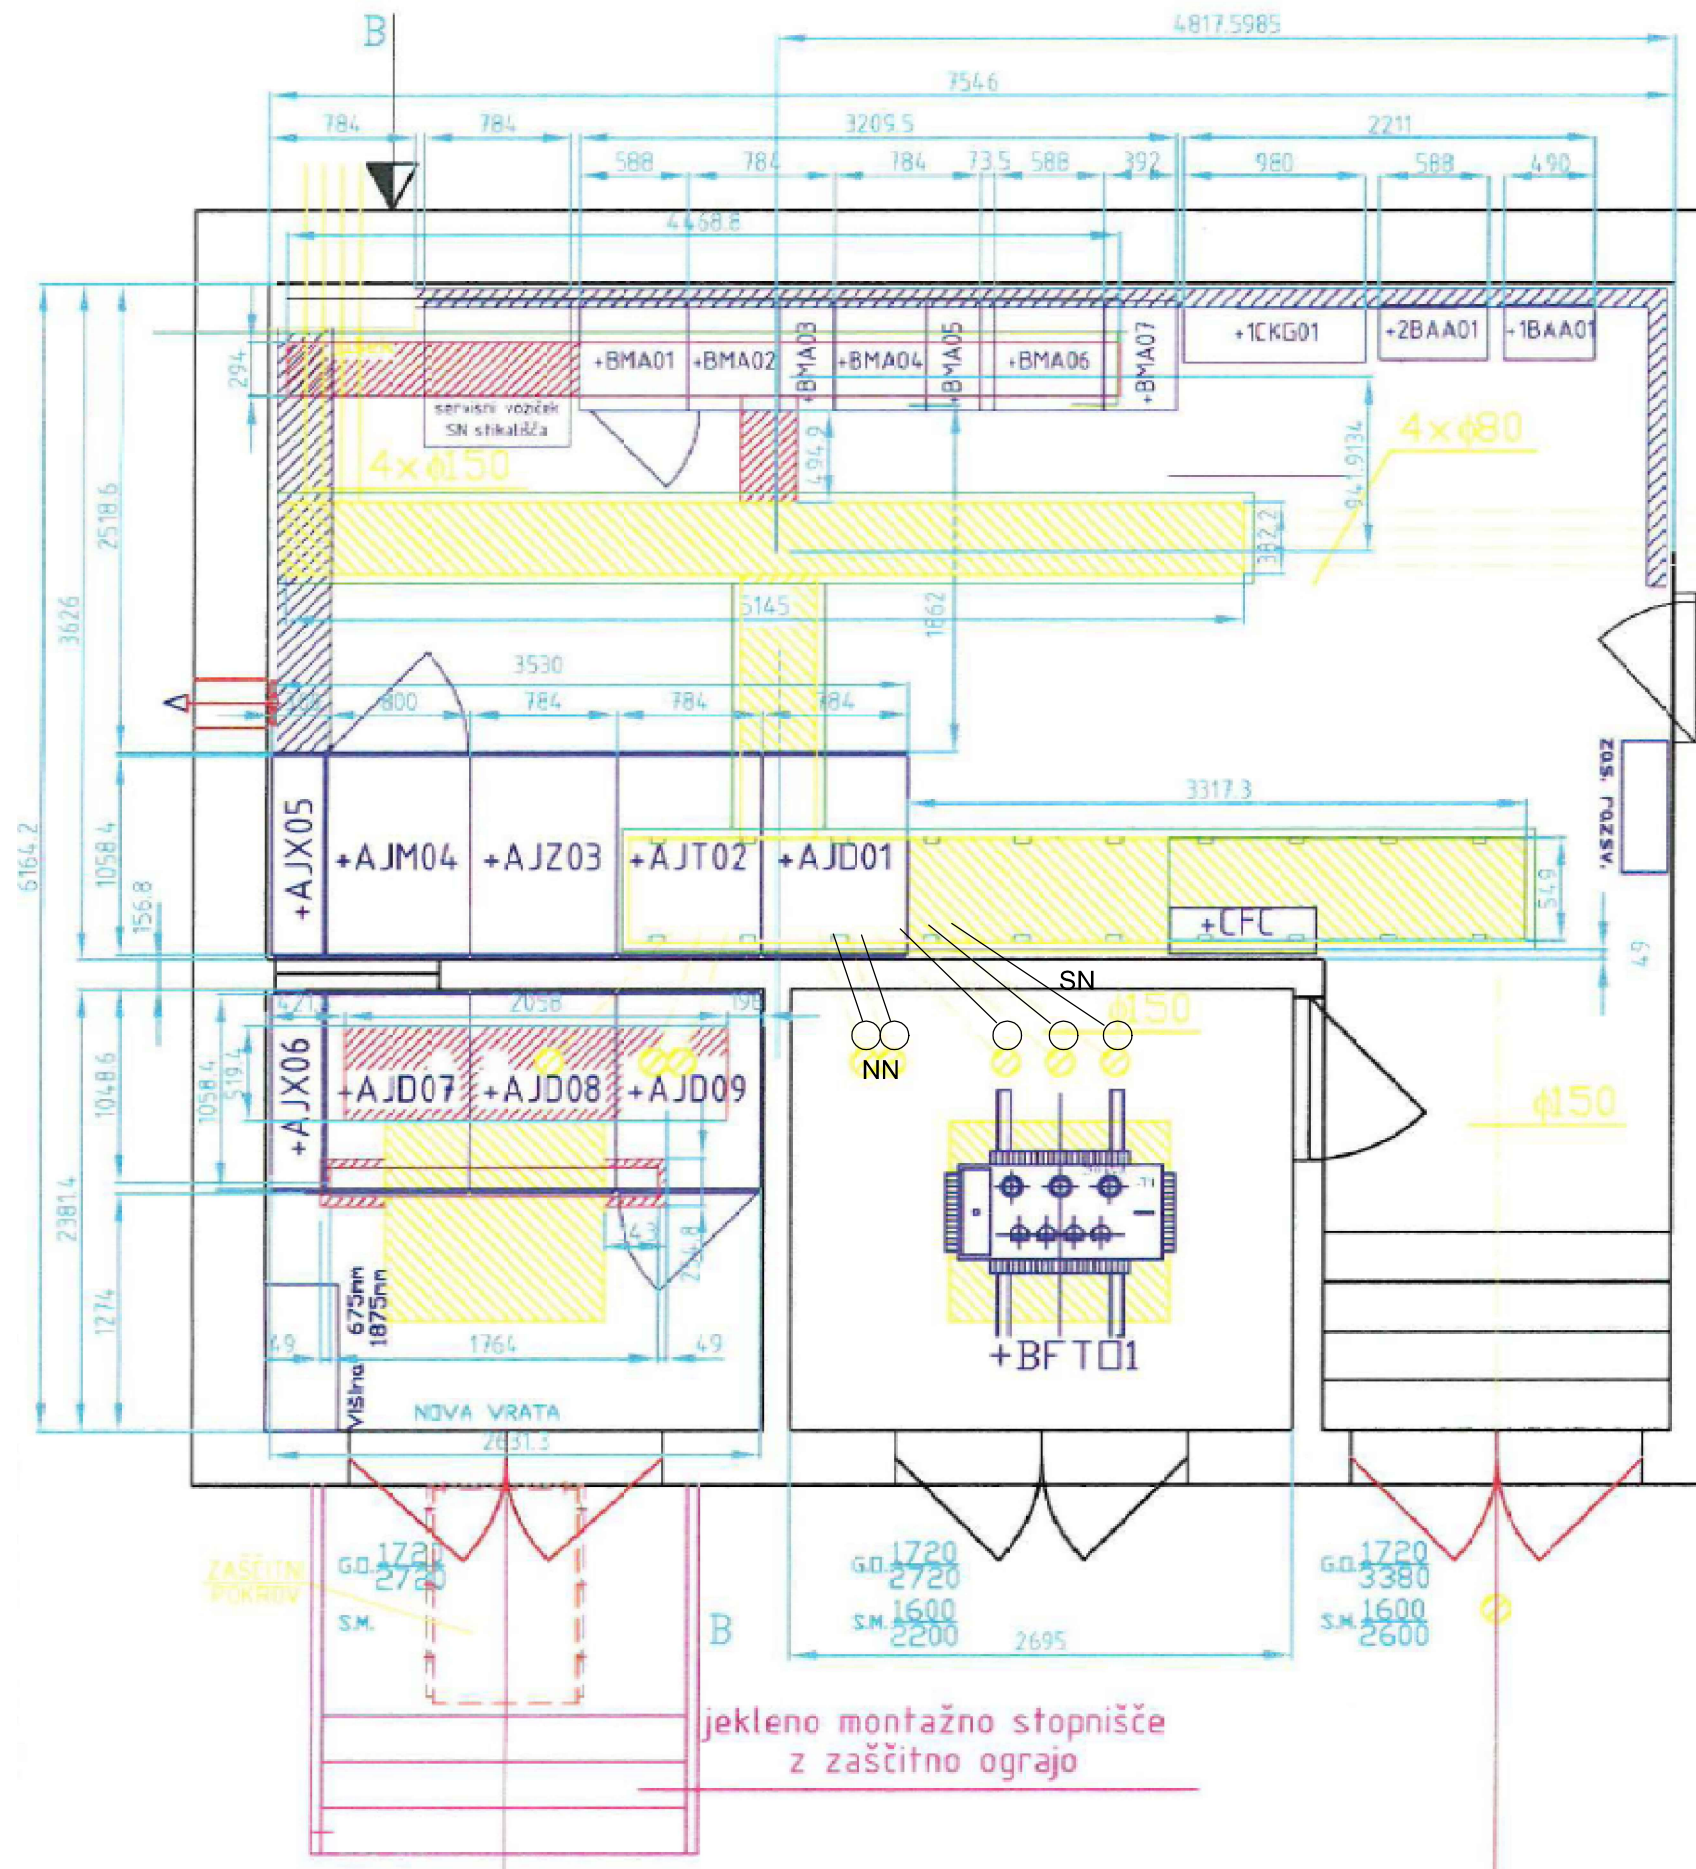 B
4817.5985
7546
784
784
3209.5
2211
588
784
784
73.5
588
392
980
588
490
4468.8
+BMA01
+BMA02
+BMA03
+BMA04
+BMA05
+BMA06
+BMA07
+1CKG01
+2BAA01
+1BAA01
294
servisni voziček
SN stikališča
4xϕ150
494.9
941.9134
4xϕ80
2518.6
3626
382.2
5145
1862
3530
800
784
784
784
zas. razsv.
3317.3
6164.2
1058.4
156.8
+AJX05
+AJM04
+AJZ03
+AJT02
+AJD01
+CFC
549
49
SN
2058
196
ϕ150
NN
1048.6
1058.4
519.4
+AJX06
+AJD07
+AJD08
+AJD09
ϕ150
2381.4
1274
+BFT01
višina 675mm
1875mm
49
1764
49
NOVA VRATA
2631.3
ZAŠČITNI
POKROV
G.O. 1720
2720
S.M.
B
G.O. 1720
2720
S.M. 1600
2200
G.O. 1720
3380
S.M. 1600
2600
2695
jekleno montažno stopnišče
z zaščitno ograjo